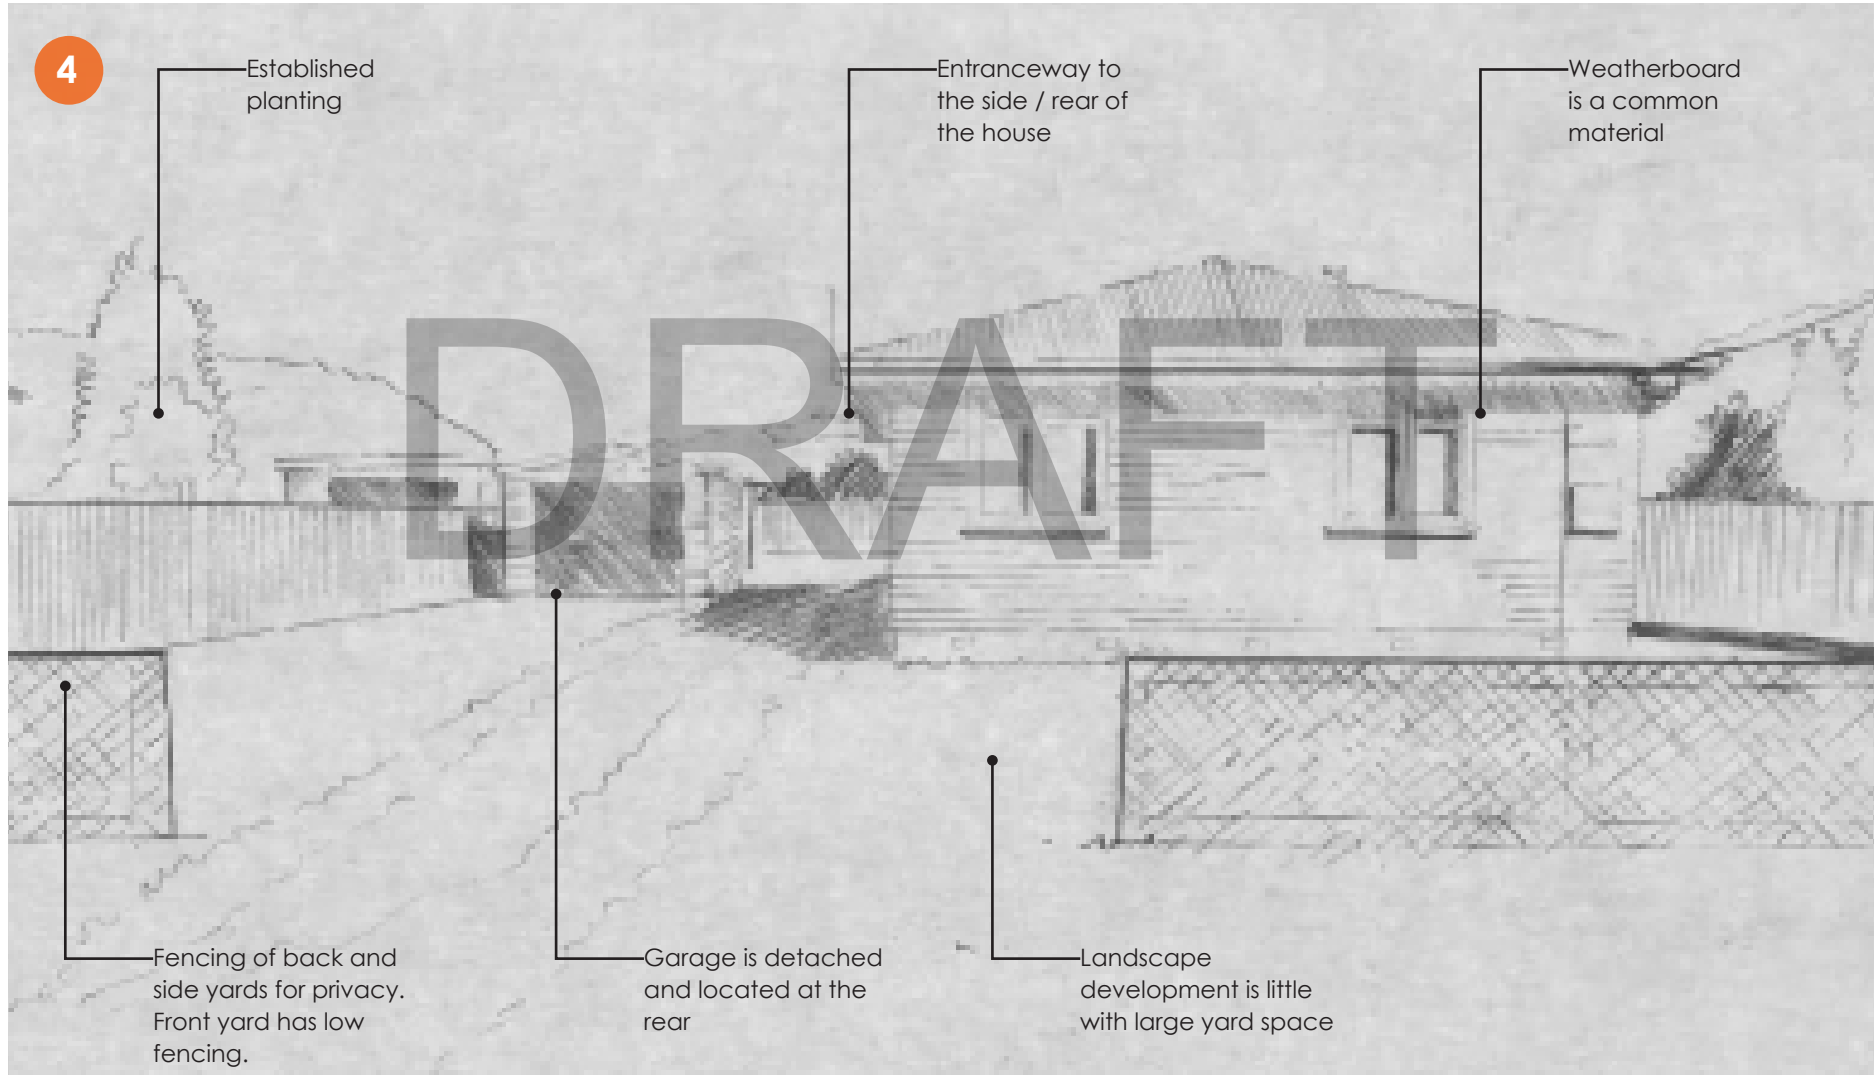 4
Established
planting
Entranceway to
the side / rear of
the house
Weatherboard
is a common
material
DRAFT
Fencing of back and
side yards for privacy.
Front yard has low
fencing.
Garage is detached
and located at the
rear
Landscape
development is little
with large yard space